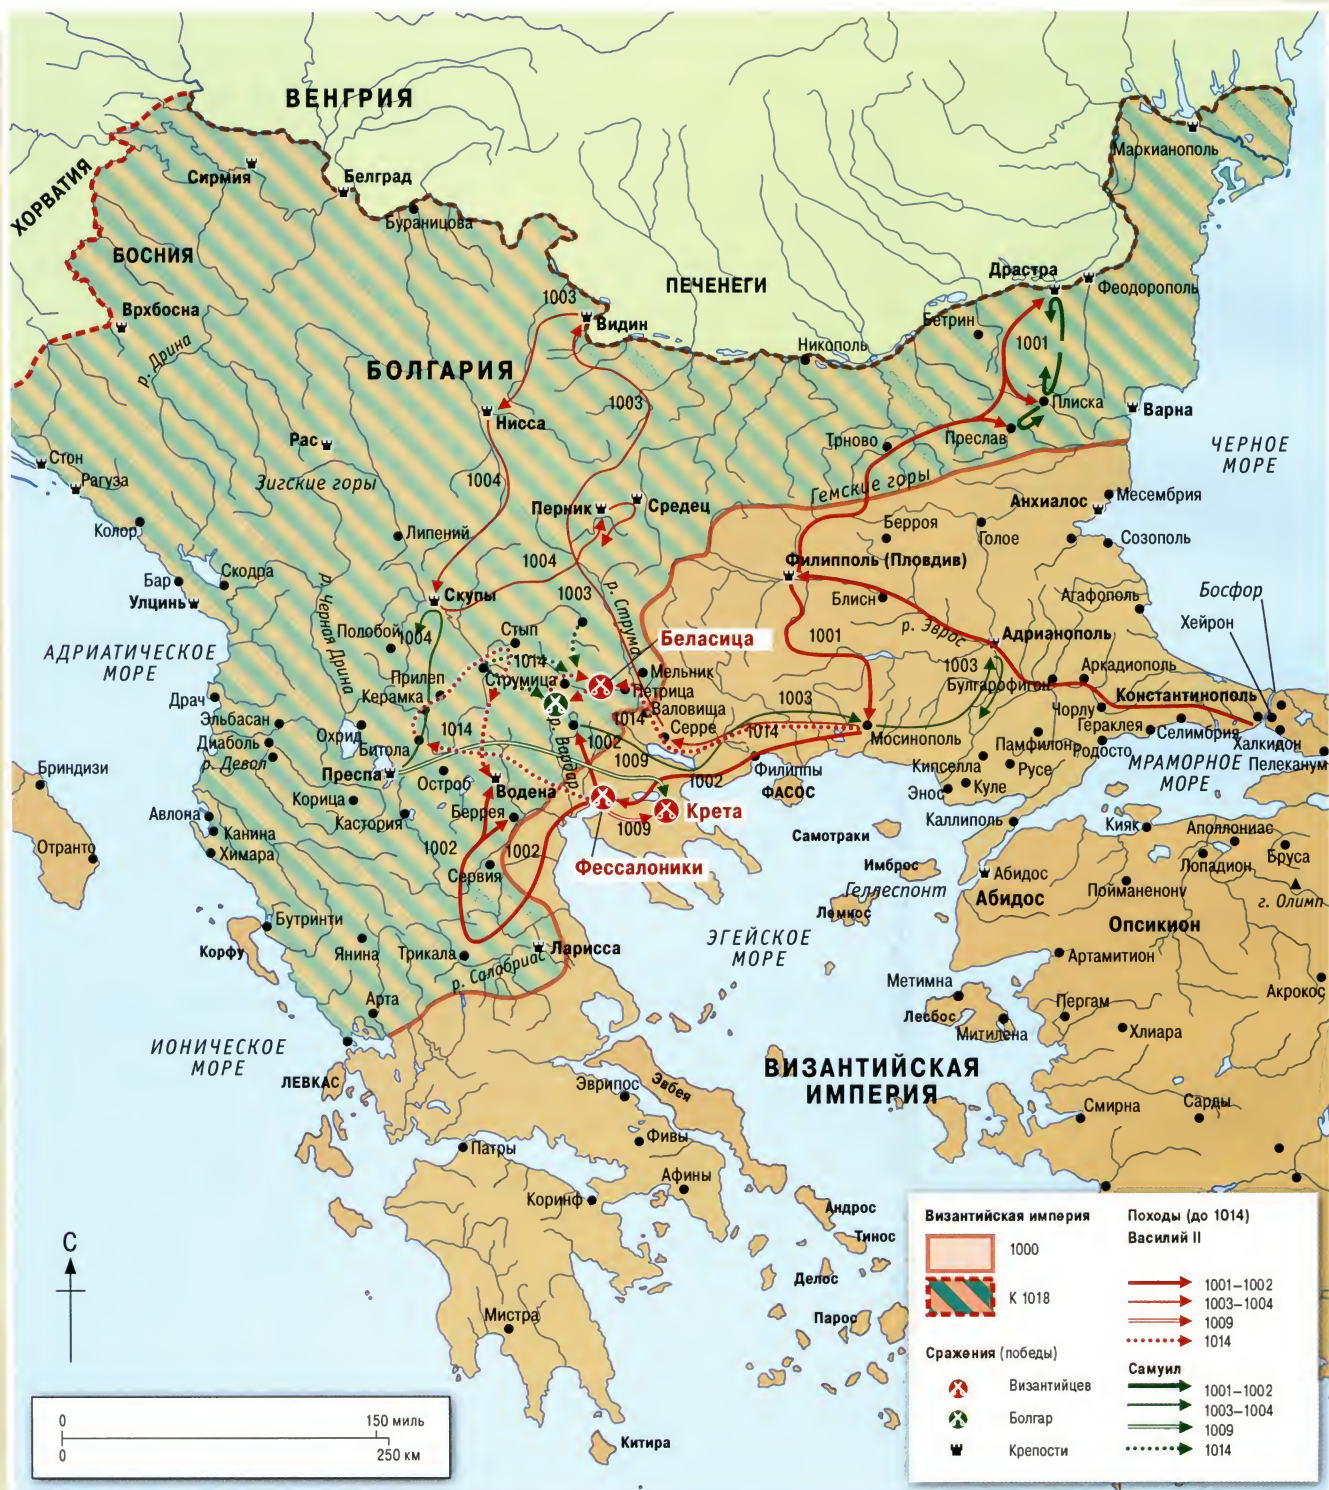 ВЕНГРИЯ
ХОРВАТИЯ
Сирмия
Белград
Бураницова
Маркианополь
БОСНИЯ
Врхбосна
р. Дрина
ПЕЧЕНЕГИ
Драстра
Феодорополь
1003
Видин
Бетрин
1001
Никополь
БОЛГАРИЯ
1003
Нисса
Плиска
Варна
Преслав
Трново
Рас
Стон
Рагуза
Зигские горы
1004
Гемские горы
ЧЕРНОЕ
МОРЕ
Колор
Липений
Перник
Средец
Анхиалос
Месембрия
Берроя
Голое
Созополь
1004
Филипполь (Пловдив)
Бар
Скодра
Улцинь
Скупы
1003
р. Струма
Блисн
Агафополь
Босфор
Хейрон
р. Черная Дрина
Подобой
1004
Стып
Беласица
1001
р. Эврос
Адрианополь
АДРИАТИЧЕСКОЕ
МОРЕ
1014
Струмица
Мельник
Петрица
1003
Аркадиополь
Булгарофигон
Константинополь
Прилеп
Керамка
Драч
Валовища
1003
Чорлу
Эльбасан
1014
Серре
1014
Гераклея
Селимбрия
Охрид
1014
Битола
р. Вардар
1002
Мосинополь
Памфилон
Родосто
Халкидон
Диаболь
р. Девол
Преспа
1009
Филиппы
Кипселла
Русе
МРАМОРНОЕ
МОРЕ
Пелеканум
Бриндизи
Остроб
Водена
1002
ФАСОС
Энос
Куле
Корица
Кастория
Беррея
Крета
Авлона
Канина
Химара
1009
Самотраки
Каллиполь
Кияк
Аполлониас
Отранто
1002
1002
Сервия
Фессалоники
Имброс
Геллеспонт
Абидос
Абидос
Лопадион
Бруса
Пойманенону
г. Олимп
Лемнос
Опсикион
Бутринти
Корфу
Янина
Трикала
р. Салабриас
Ларисса
ЭГЕЙСКОЕ
МОРЕ
Артамитион
Метимна
Акрокос
Арта
Лесбос
Митилена
Пергам
Хлиара
ИОНИЧЕСКОЕ
МОРЕ
ЛЕВКАС
ВИЗАНТИЙСКАЯ
ИМПЕРИЯ
Эврипос
Эвбея
Смирна
Сарды
Фивы
Патры
Афины
Коринф
Андрос
Тинос
Делос
Парос
Мистра
Китира
С
0
150 миль
0
250 км
Византийская империя
1000
К 1018
Сражения (победы)
Византийцев
Болгар
Крепости
Походы (до 1014)
Василий II
1001–1002
1003–1004
1009
1014
Самуил
1001–1002
1003–1004
1009
1014